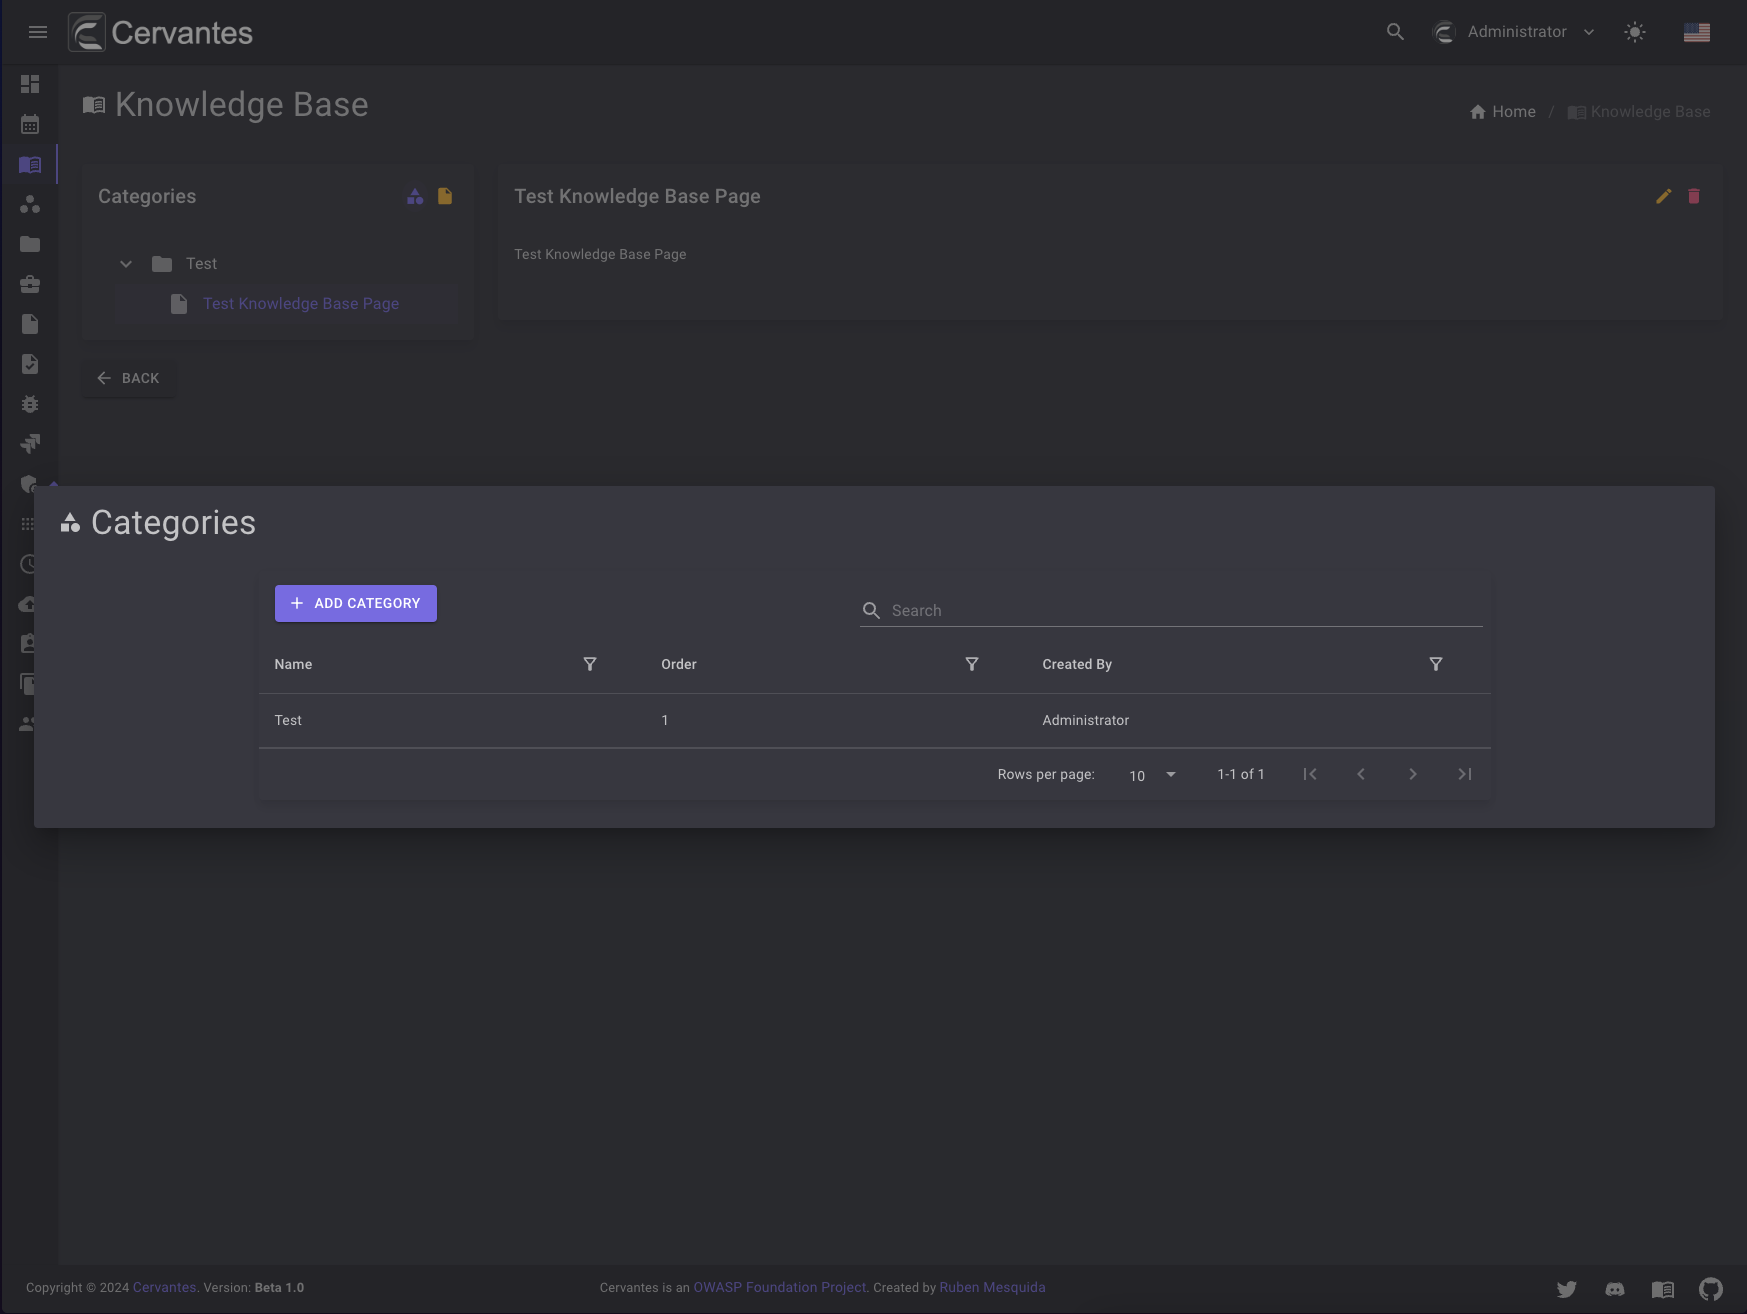 Cervantes
Administrator
Knowledge Base
Home / Knowledge Base
Categories
Test
Test Knowledge Base Page
BACK
Test Knowledge Base Page
Test Knowledge Base Page
Categories
ADD CATEGORY
Search
Name Order Created By
Test 1 Administrator
Rows per page: 10 1-1 of 1
Copyright © 2024 Cervantes. Version: Beta 1.0
Cervantes is an OWASP Foundation Project. Created by Ruben Mesquida